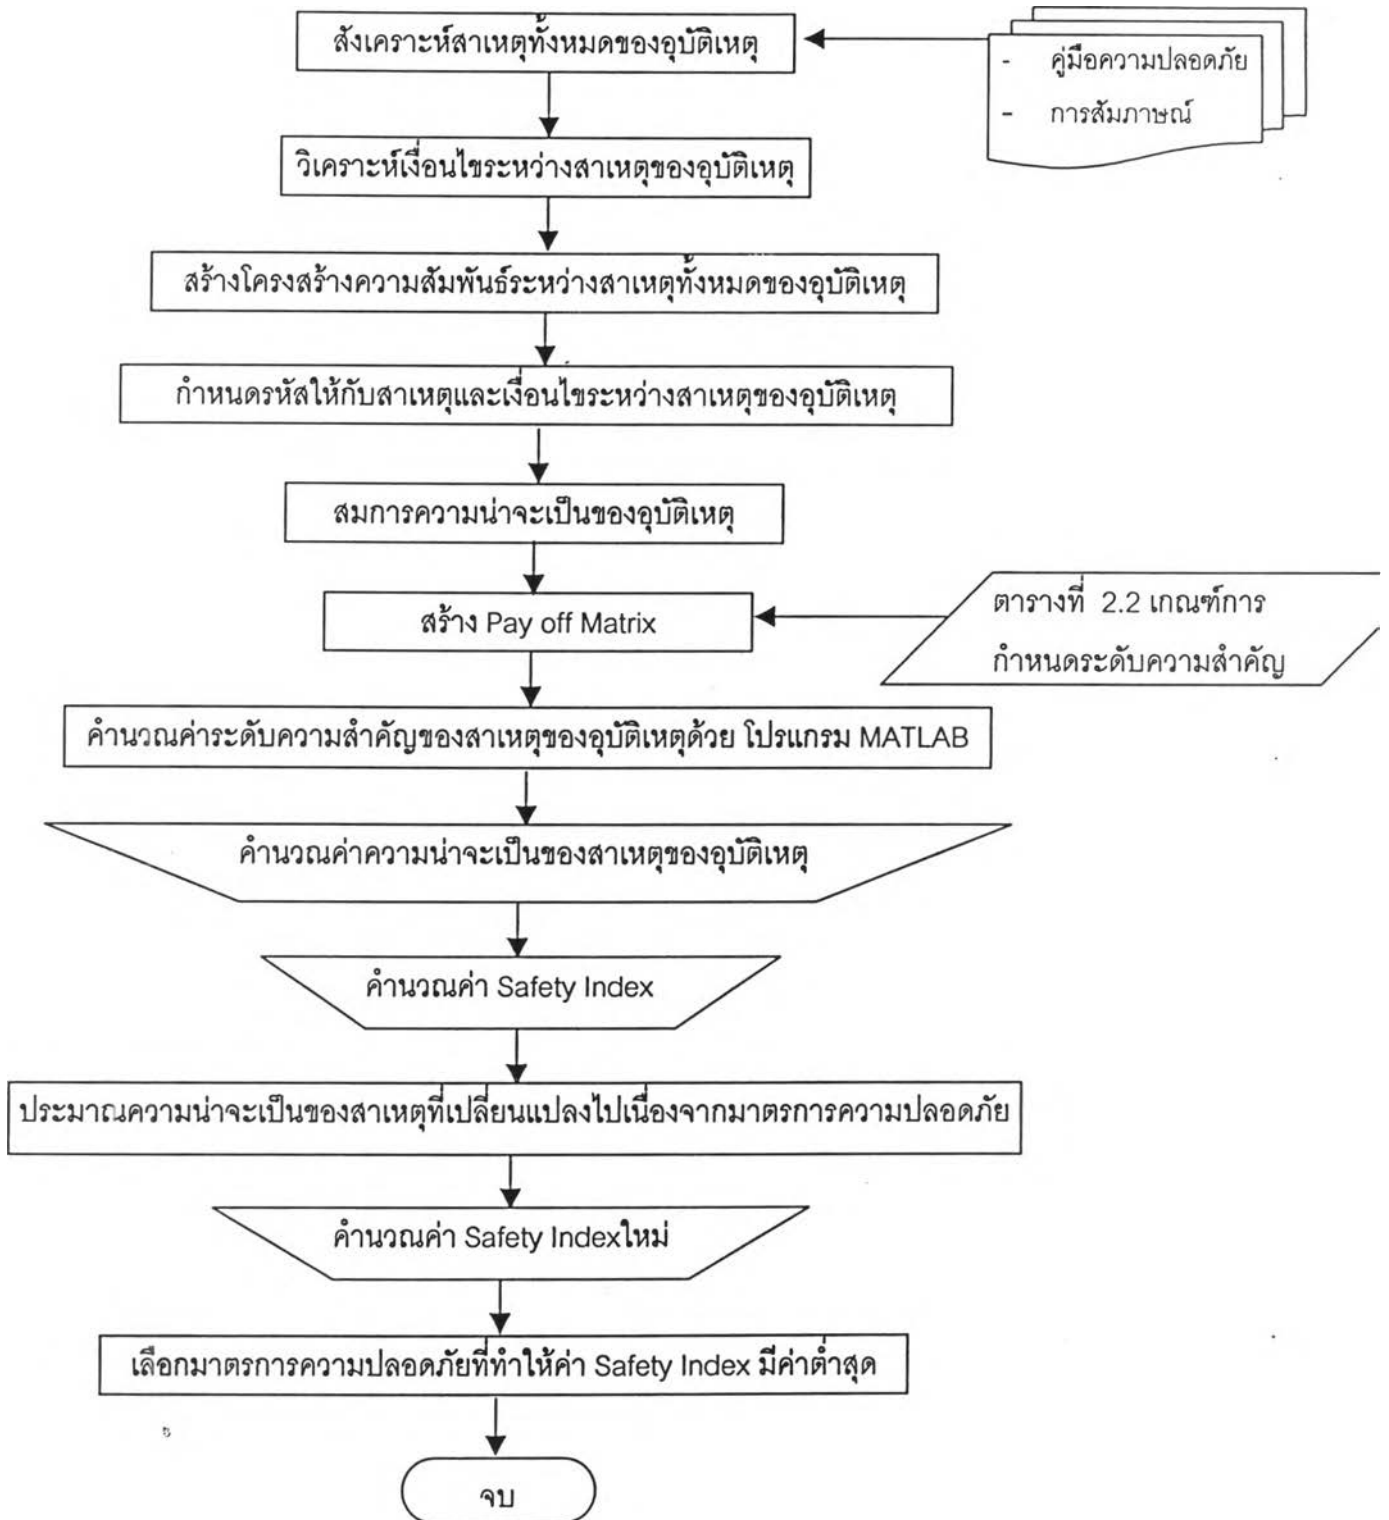 สังเคราะห์สาเหตุทั้งหมดของอุบัติเหตุ
- คู่มือความปลอดภัย
- การสัมภาษณ์
วิเคราะห์เงื่อนไขระหว่างสาเหตุของอุบัติเหตุ
สร้างโครงสร้างความสัมพันธ์ระหว่างสาเหตุทั้งหมดของอุบัติเหตุ
กำหนดรหัสให้กับสาเหตุและเงื่อนไขระหว่างสาเหตุของอุบัติเหตุ
สมการความน่าจะเป็นของอุบัติเหตุ
สร้าง Pay off Matrix
ตารางที่ 2.2 เกณฑ์การ
กำหนดระดับความสำคัญ
คำนวณค่าระดับความสำคัญของสาเหตุของอุบัติเหตุด้วย โปรแกรม MATLAB
คำนวณค่าความน่าจะเป็นของสาเหตุของอุบัติเหตุ
คำนวณค่า Safety Index
ประมาณความน่าจะเป็นของสาเหตุที่เปลี่ยนแปลงไปเนื่องจากมาตรการความปลอดภัย
คำนวณค่า Safety Indexใหม่
เลือกมาตรการความปลอดภัยที่ทำให้ค่า Safety Index มีค่าต่ำสุด
จบ